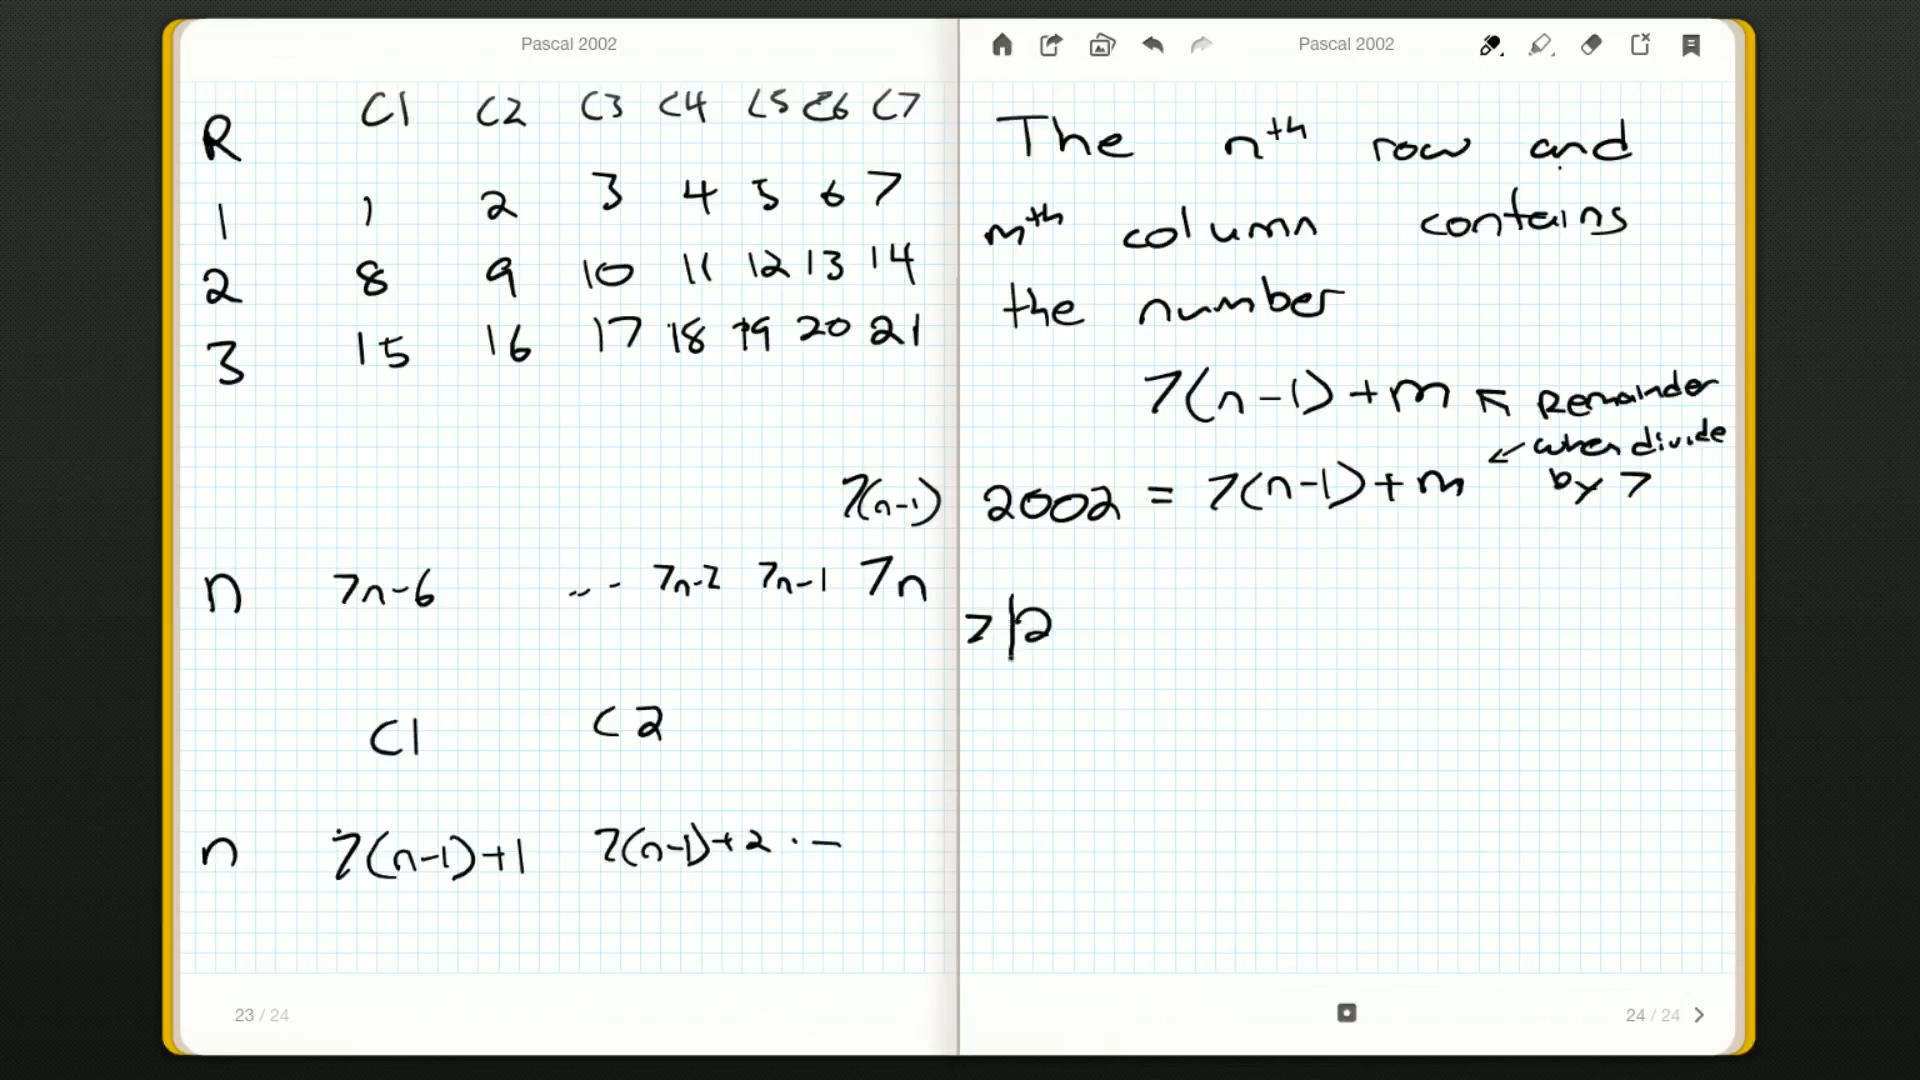 Pascal 2002
C1 C2 C3 C4 C5 C6 C7
R
1 1 2 3 4 5 6 7
2 8 9 10 11 12 13 14
3 15 16 17 18 19 20 21
7(n-1)
n 7n-6 ... 7n-2 7n-1 7n
C1 C2
n 7(n-1)+1 7(n-1)+2 ...
23 / 24
Pascal 2002
The nth row and
mth column contains
the number
7(n-1)+m ← Remainder
← when divide
2002 = 7(n-1)+m by 7
7|2
24 / 24